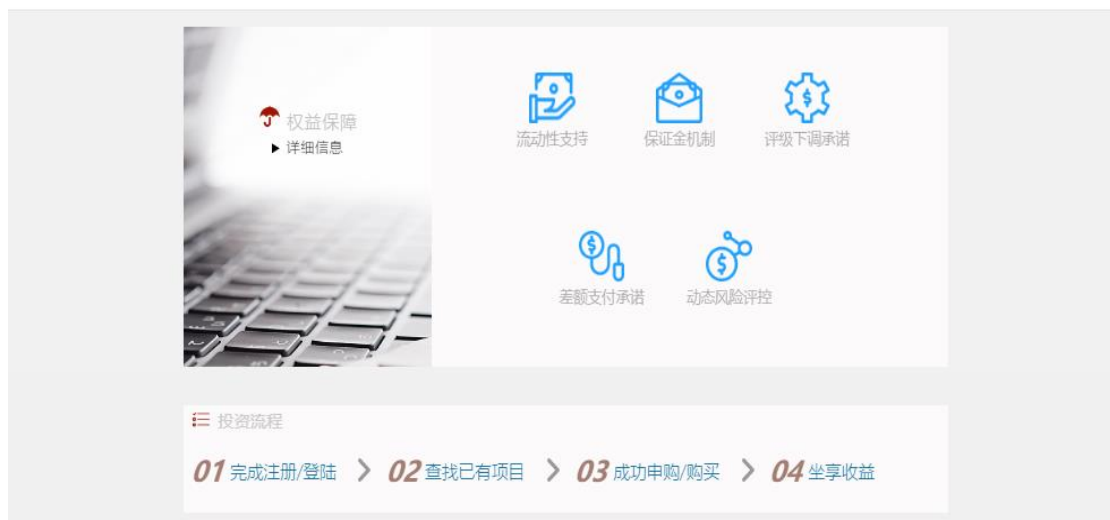 权益保障
详细信息
流动性支持 保证金机制 评级下调承诺
差额支付承诺 动态风险评控
投资流程
01 完成注册/登陆 02 查找已有项目 03 成功申购/购买 04 坐享收益